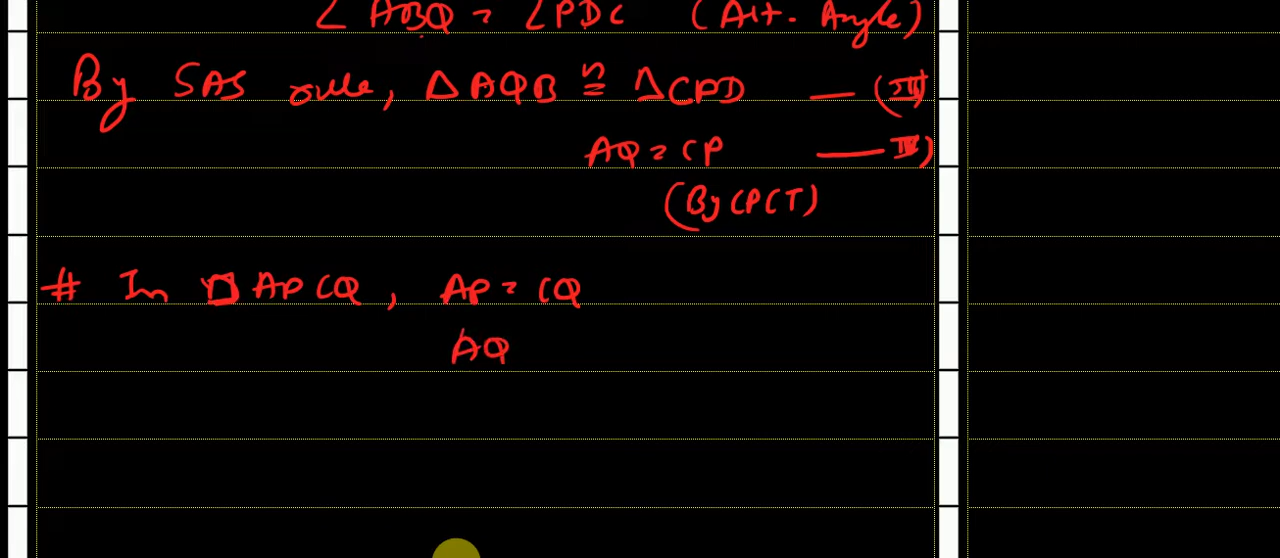 ∠ ABQ = ∠PDC (Alt. Angle)
By SAS rule, Δ AQB ≅ ΔCPD — (III)
AQ = CP — IV)
(By CPCT)
# In □ APCQ, AP = CQ
AQ